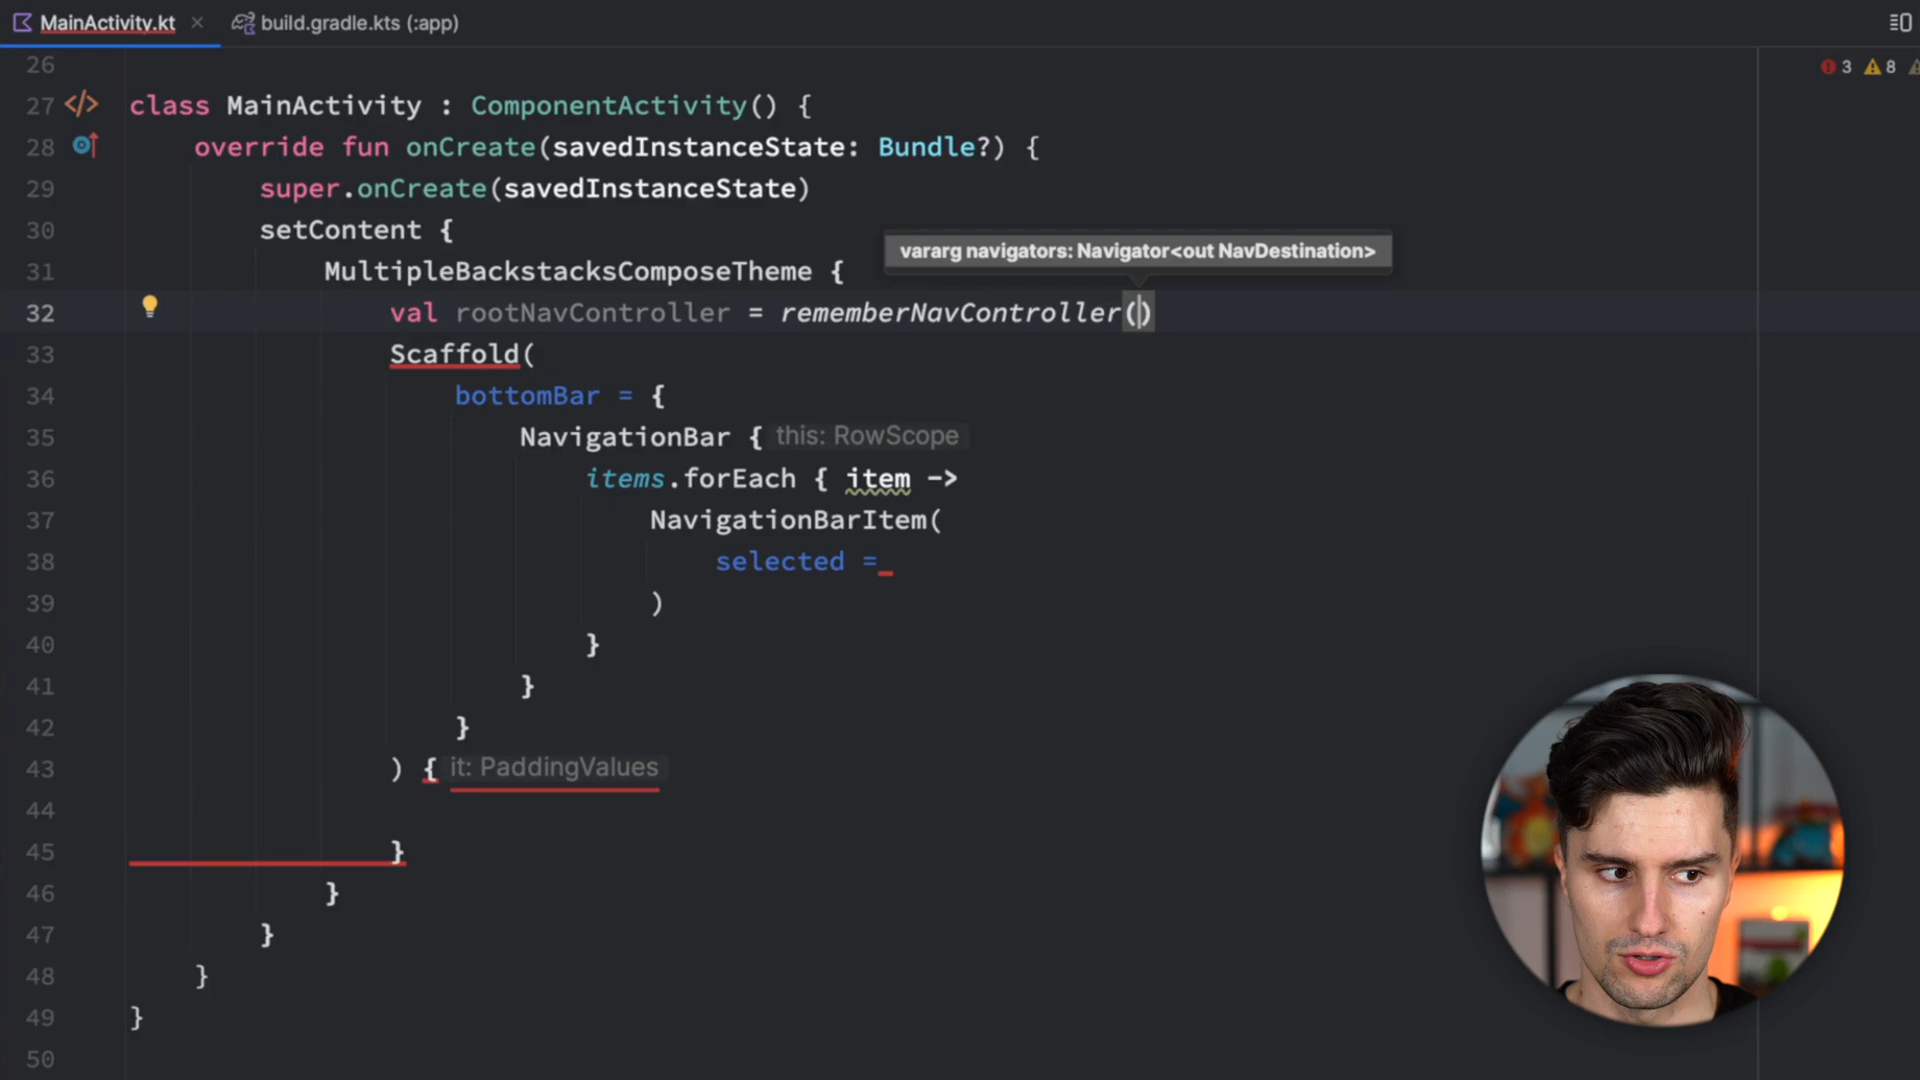 MainActivity.kt
build.gradle.kts (:app)
26
3 8
27 class MainActivity : ComponentActivity() {
28 override fun onCreate(savedInstanceState: Bundle?) {
29 super.onCreate(savedInstanceState)
30 setContent {
vararg navigators: Navigator<out NavDestination>
31 MultipleBackstacksComposeTheme {
32 val rootNavController = rememberNavController()
33 Scaffold(
34 bottomBar = {
35 NavigationBar { this: RowScope
36 items.forEach { item ->
37 NavigationBarItem(
38 selected =
39 )
40 }
41 }
42 }
43 ) { it: PaddingValues
44
45 }
46 }
47 }
48 }
49 }
50